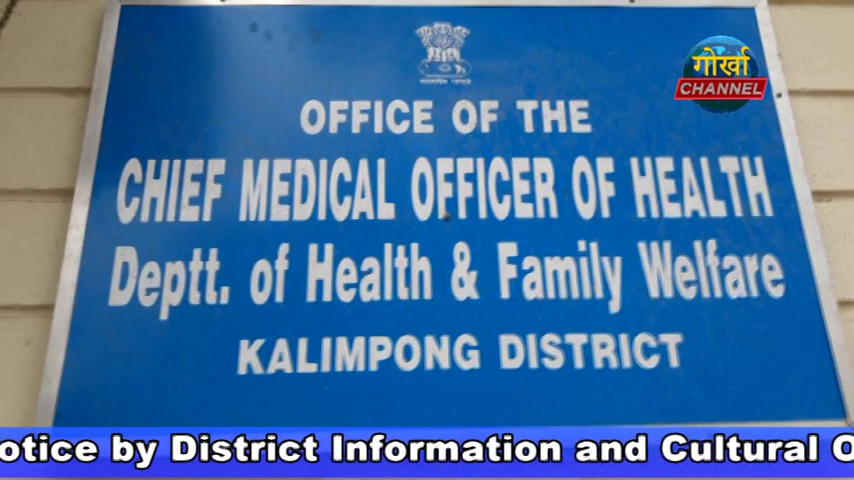 गोर्खा
CHANNEL
OFFICE OF THE
CHIEF MEDICAL OFFICER OF HEALTH
Deptt. of Health & Family Welfare
KALIMPONG DISTRICT
otice by District Information and Cultural O